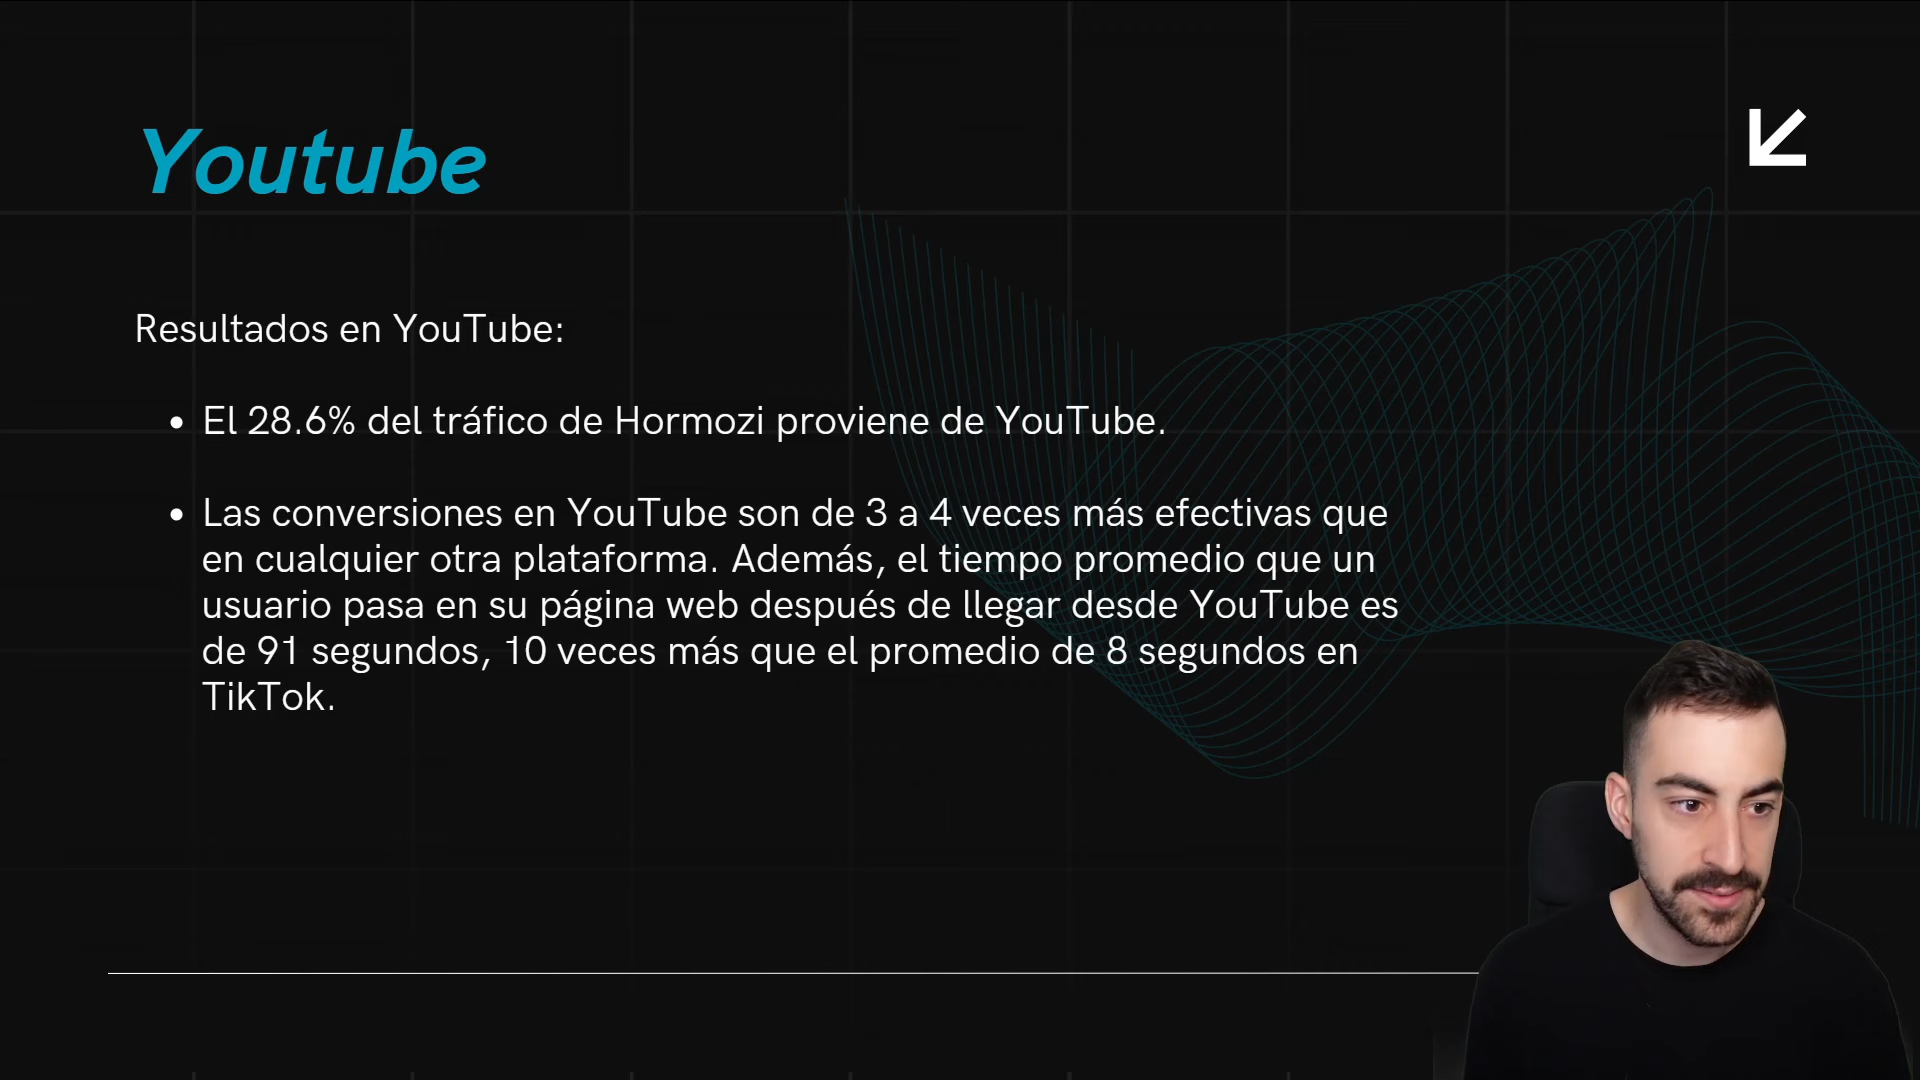 Youtube
Resultados en YouTube:
• El 28.6% del tráfico de Hormozi proviene de YouTube.
• Las conversiones en YouTube son de 3 a 4 veces más efectivas que
en cualquier otra plataforma. Además, el tiempo promedio que un
usuario pasa en su página web después de llegar desde YouTube es
de 91 segundos, 10 veces más que el promedio de 8 segundos en
TikTok.